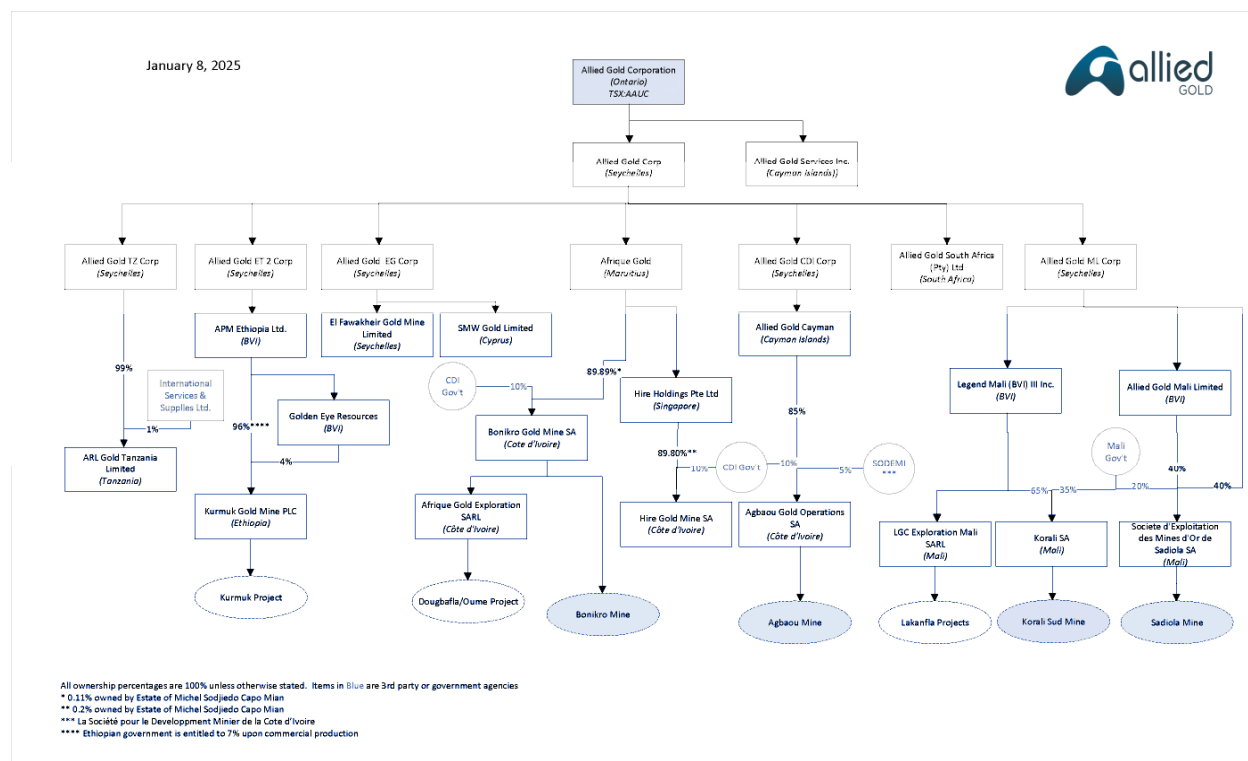 January 8, 2025
allied
GOLD
Allied Gold Corporation
(Ontario)
TSX:AAUC
Allied Gold Corp
(Seychelles)
Allied Gold Services Inc.
(Cayman islands))
Allied Gold TZ Corp
(Seychelles)
Allied Gold ET 2 Corp
(Seychelles)
Allied Gold EG Corp
(Seychelles)
Afrique Gold
(Maruitius)
Allied Gold CDI Corp
(Seychelles)
Allied Gold South Africa
(Pty) Ltd
(South Africa)
Allied Gold ML Corp
(Seychelles)
APM Ethiopia Ltd.
(BVI)
El Fawakheir Gold Mine
Limited
(Seychelles)
SMW Gold Limited
(Cyprus)
Allied Gold Cayman
(Cayman Islands)
99%
International
Services &
Supplies Ltd.
1%
CDI
Gov't
10%
89.89%*
Hire Holdings Pte Ltd
(Singapore)
Legend Mali (BVI) III Inc.
(BVI)
Allied Gold Mali Limited
(BVI)
Golden Eye Resources
(BVI)
96%****
4%
Bonikro Gold Mine SA
(Cote d'Ivoire)
85%
89.80%**
10%
CDI Gov't
10%
5%
SODEMI
***
Mali
Gov't
65%
35%
20%
40%
40%
ARL Gold Tanzania
Limited
(Tanzania)
Kurmuk Gold Mine PLC
(Ethiopia)
Afrique Gold Exploration
SARL
(Côte d'Ivoire)
Hire Gold Mine SA
(Côte d'Ivoire)
Agbaou Gold Operations
SA
(Côte d'Ivoire)
LGC Exploration Mali
SARL
(Mali)
Korali SA
(Mali)
Societe d'Exploitation
des Mines d'Or de
Sadiola SA
(Mali)
Kurmuk Project
Dougbafla/Oume Project
Bonikro Mine
Agbaou Mine
Lakanfla Projects
Korali Sud Mine
Sadiola Mine
All ownership percentages are 100% unless otherwise stated. Items in Blue are 3rd party or government agencies
* 0.11% owned by Estate of Michel Sodjiedo Capo Mian
** 0.2% owned by Estate of Michel Sodjiedo Capo Mian
*** La Société pour le Developpment Minier de la Cote d'Ivoire
**** Ethiopian government is entitled to 7% upon commercial production